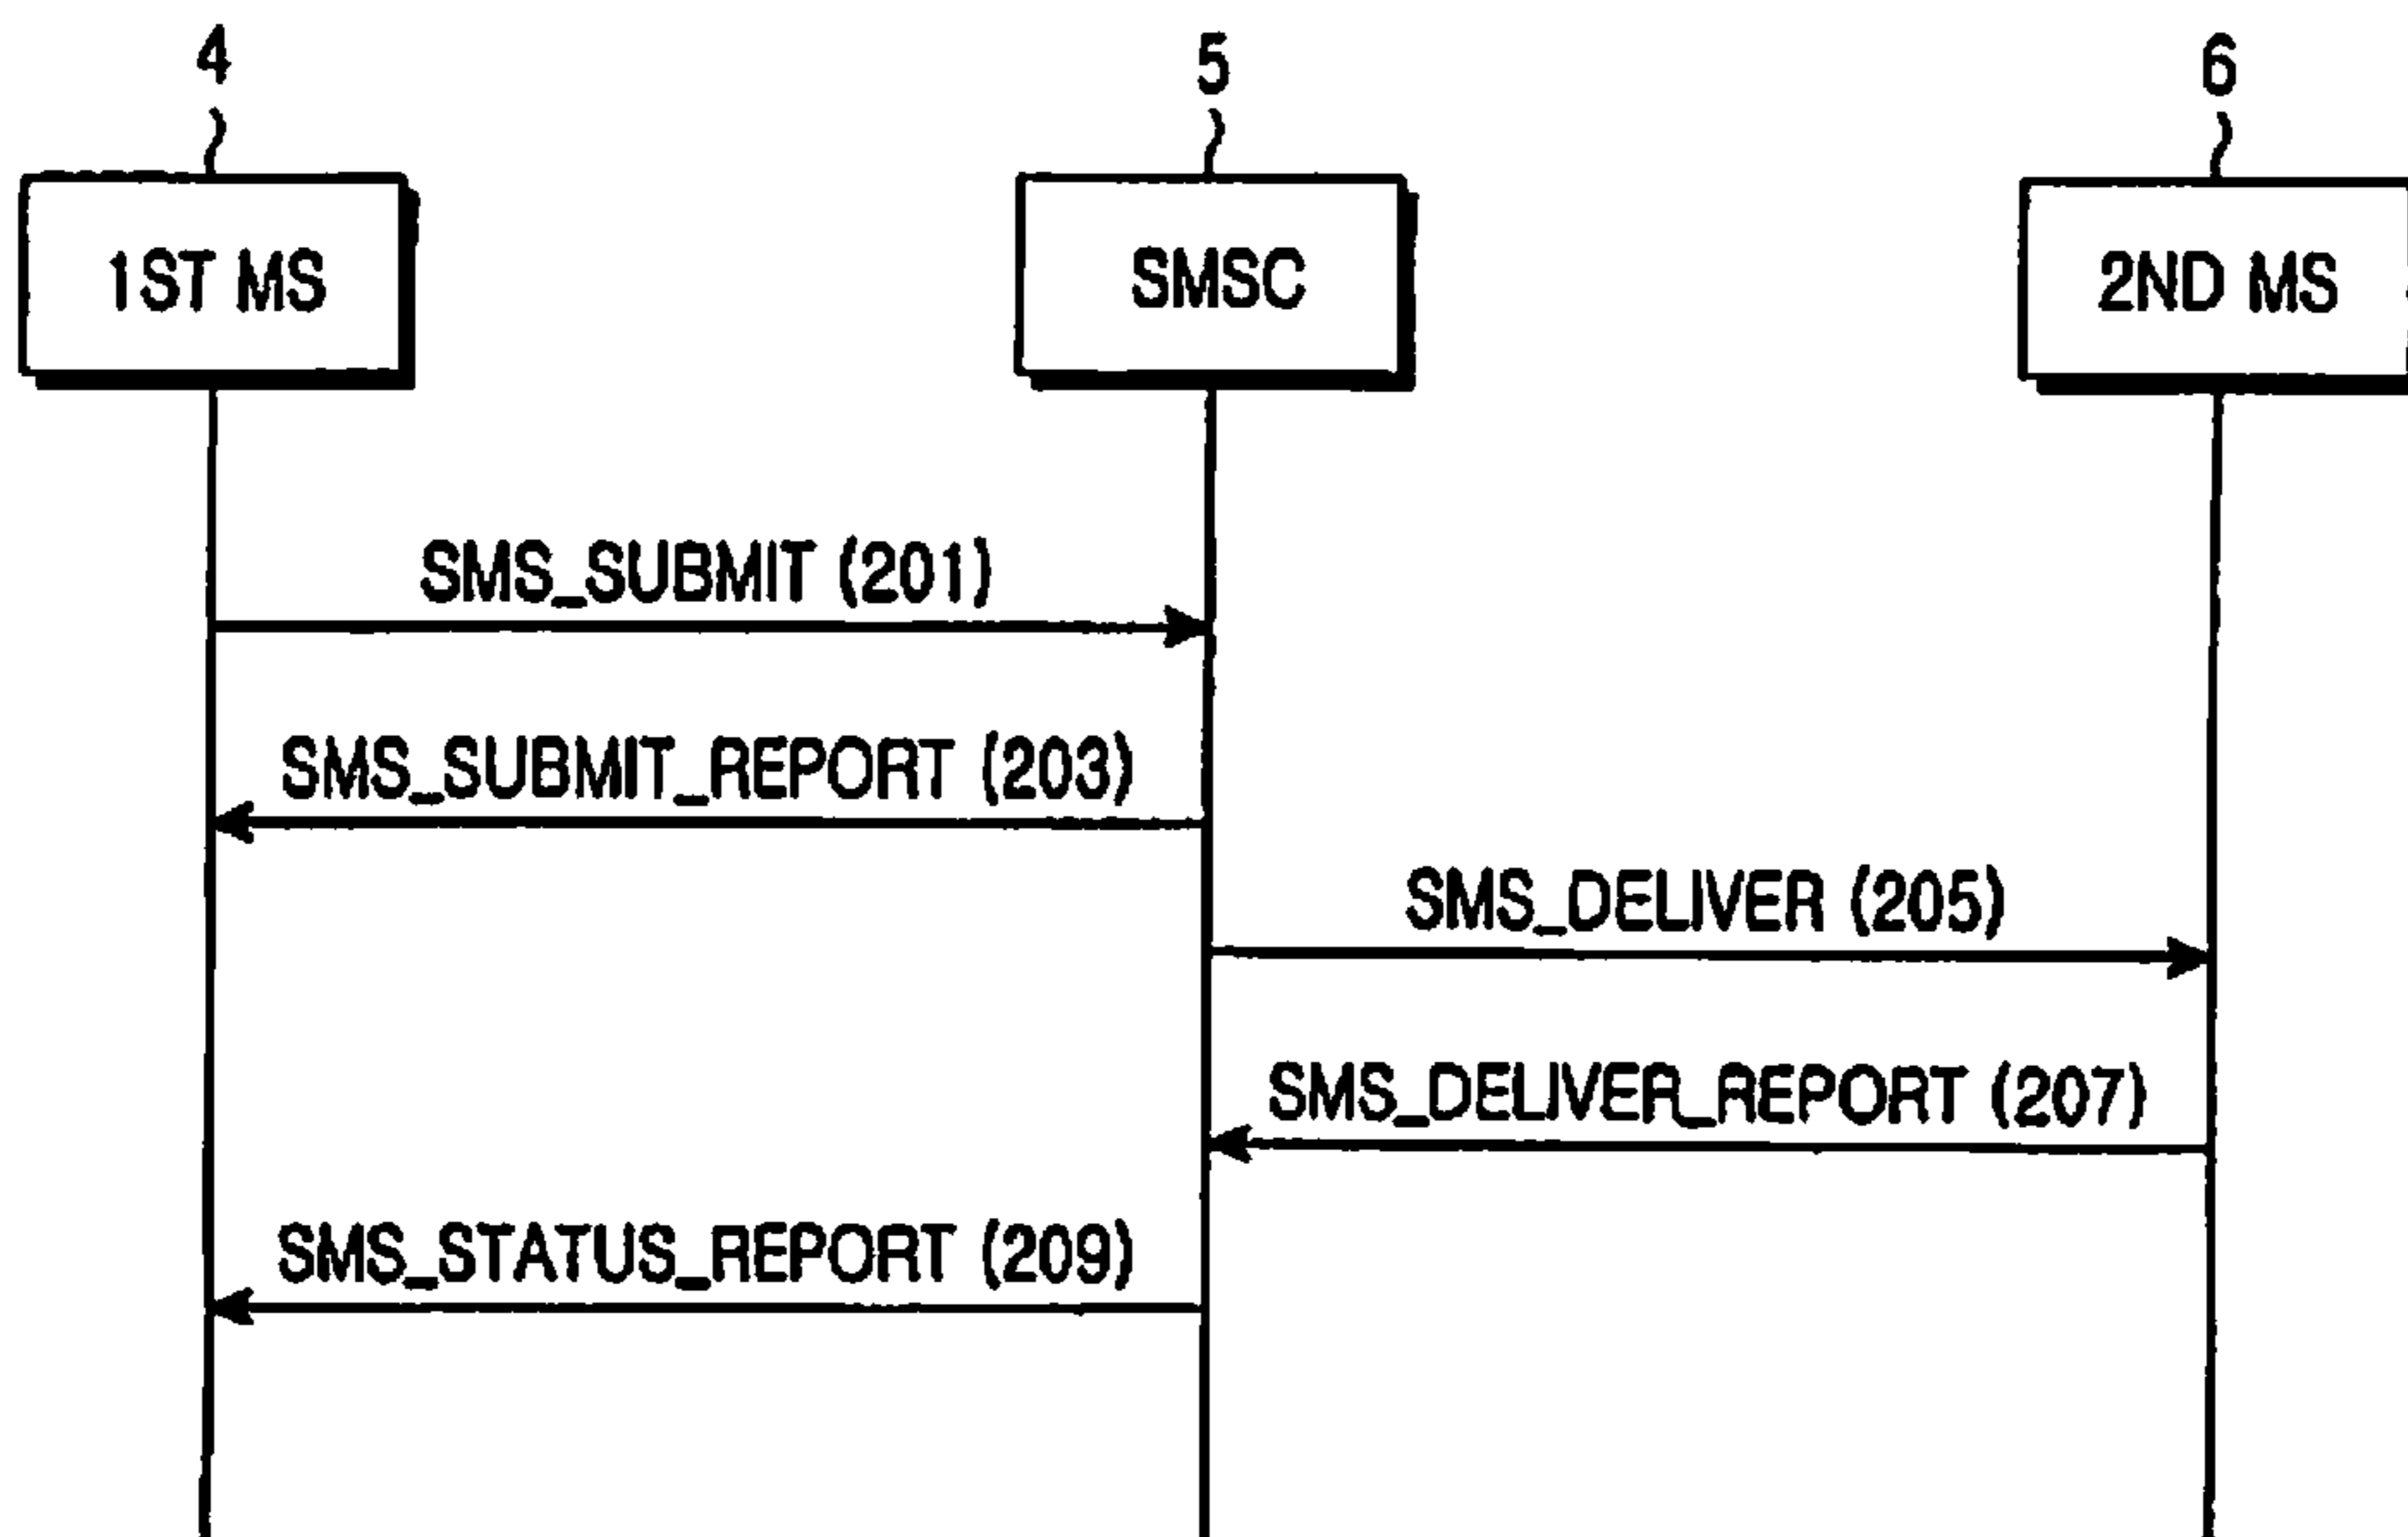 4
5
6
1ST MS
SMSC
2ND MS
SMS_SUBMIT (201)
SMS_SUBMIT_REPORT (203)
SMS_DELIVER (205)
SMS_DELIVER_REPORT (207)
SMS_STATUS_REPORT (209)